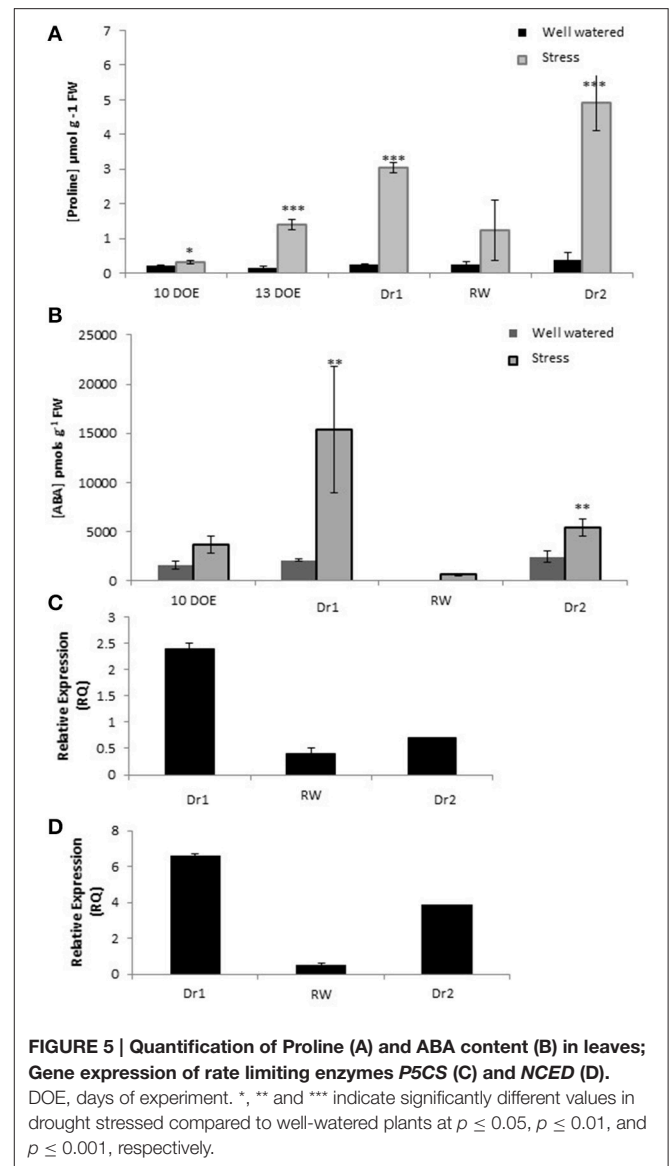 A
Well watered
Stress
[Proline] µmol g -1 FW
7
6
5
4
3
2
1
0
*
***
***
***
10 DOE 13 DOE Dr1 RW Dr2
B
Well watered
Stress
[ABA] pmols g-1 FW
25000
20000
15000
10000
5000
0
**
**
10 DOE Dr1 RW Dr2
C
Relative Expression
(RQ)
3
2.5
2
1.5
1
0.5
0
Dr1 RW Dr2
D
Relative Expression
(RQ)
8
6
4
2
0
Dr1 RW Dr2
FIGURE 5 | Quantification of Proline (A) and ABA content (B) in leaves;
Gene expression of rate limiting enzymes P5CS (C) and NCED (D).
DOE, days of experiment. *, ** and *** indicate significantly different values in
drought stressed compared to well-watered plants at p ≤ 0.05, p ≤ 0.01, and
p ≤ 0.001, respectively.